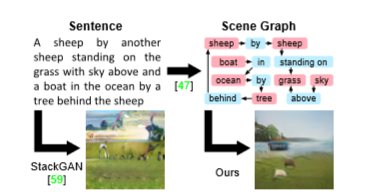 Sentence
A sheep by another
sheep standing on the
grass with sky above and
a boat in the ocean by a
tree behind the sheep
[47]
Scene Graph
sheep by sheep
boat in standing on
ocean by grass sky
behind tree above
StackGAN
[59]
Ours